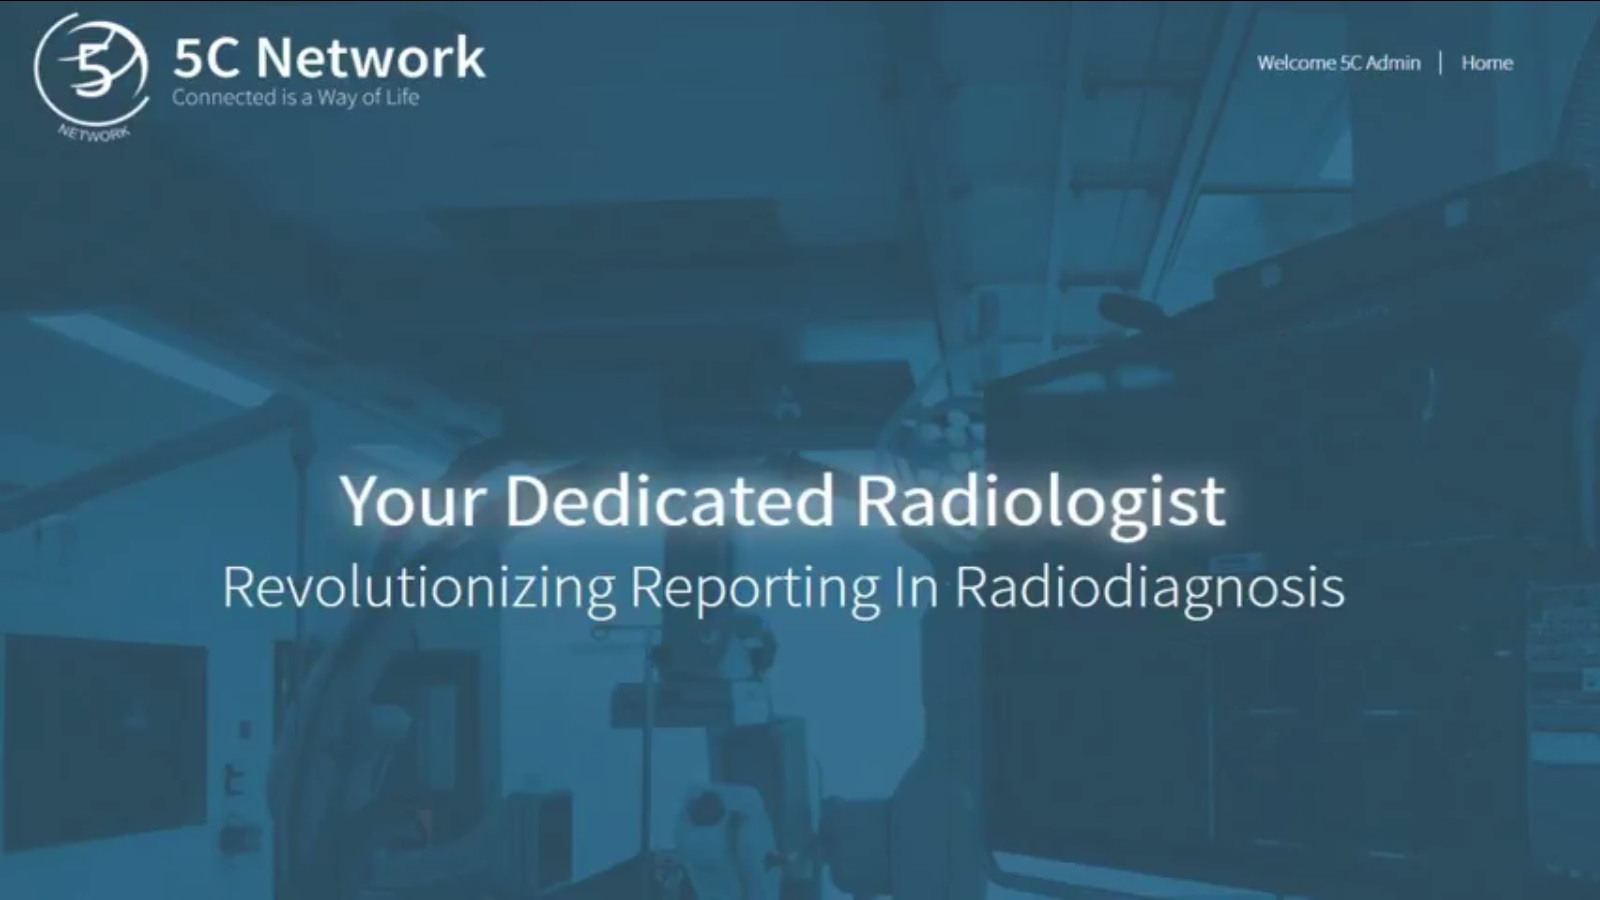 5
NETWORK
5C Network
Connected is a Way of Life
Welcome 5C Admin | Home
Your Dedicated Radiologist
Revolutionizing Reporting In Radiodiagnosis